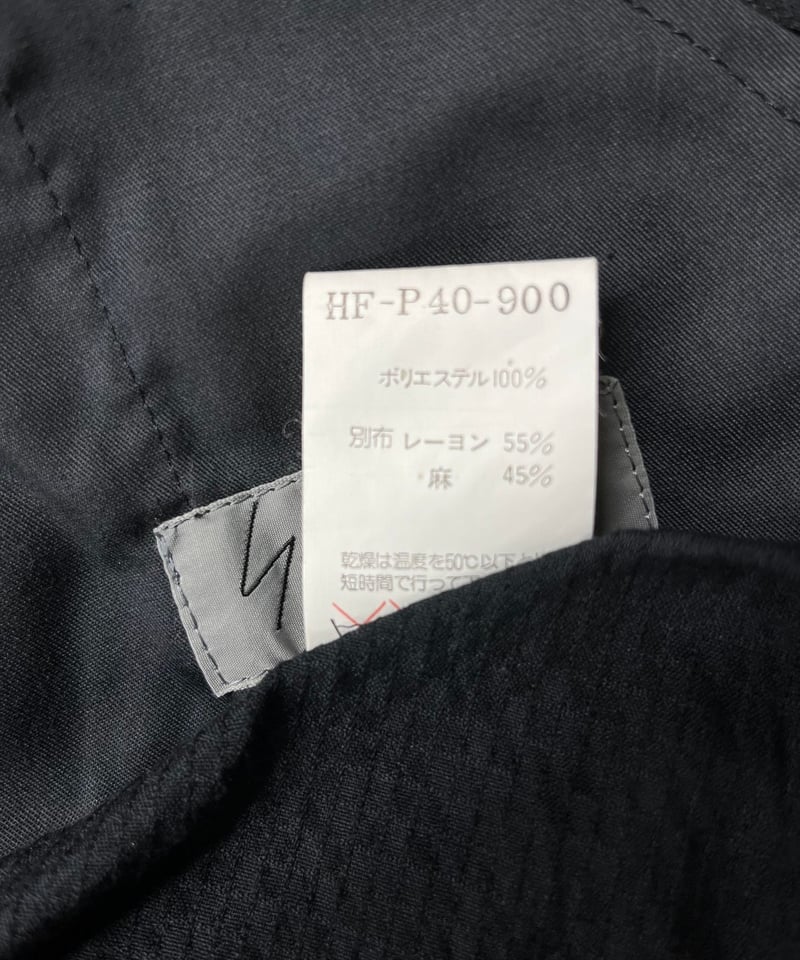 HF-P40-900
ポリエステル100%
別布 レーヨン 55%
麻 45%
乾燥は温度を50℃以下
短時間で行って